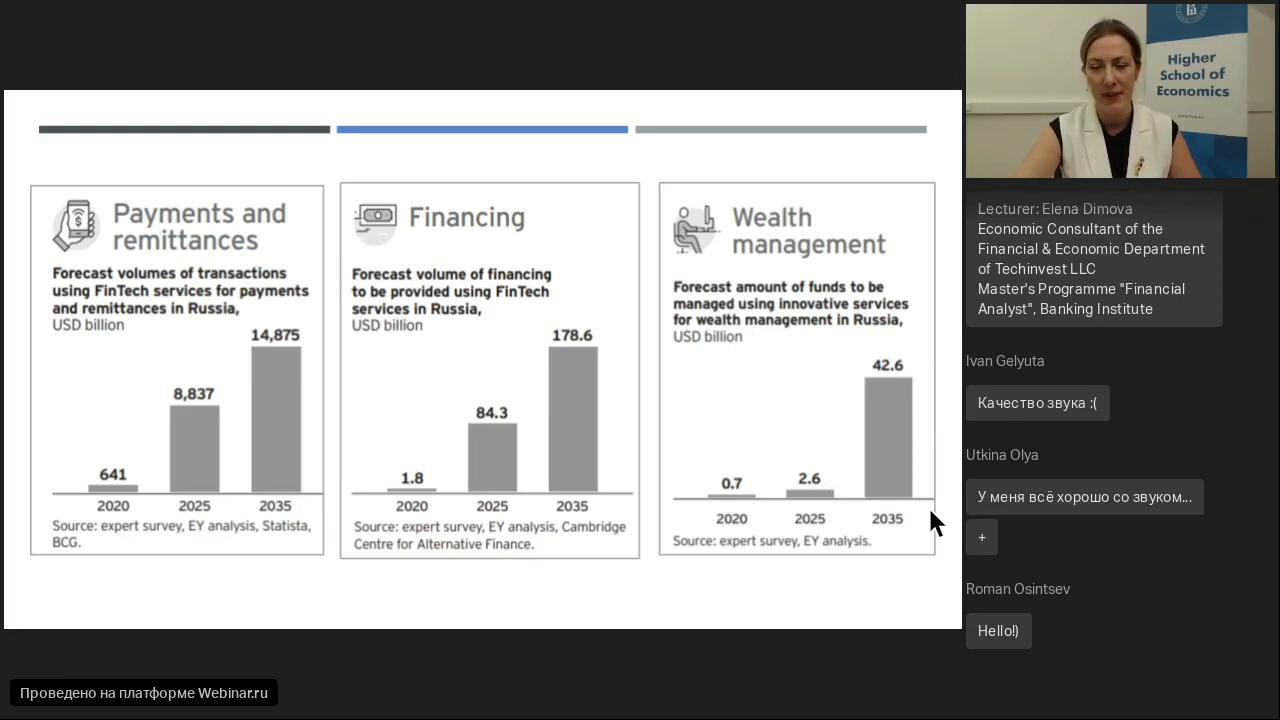 Payments and
remittances
Forecast volumes of transactions
using FinTech services for payments
and remittances in Russia,
USD billion
14,875
8,837
641
2020 2025 2035
Source: expert survey, EY analysis, Statista,
BCG.
Financing
Forecast volume of financing
to be provided using FinTech
services in Russia,
USD billion
178.6
84.3
1.8
2020 2025 2035
Source: expert survey, EY analysis, Cambridge
Centre for Alternative Finance.
Wealth
management
Forecast amount of funds to be
managed using innovative services
for wealth management in Russia,
USD billion
42.6
2.6
0.7
2020 2025 2035
Source: expert survey, EY analysis.
Higher
School of
Economics
Lecturer: Elena Dimova
Economic Consultant of the
Financial & Economic Department
of Techinvest LLC
Master's Programme "Financial
Analyst", Banking Institute
Ivan Gelyuta
Качество звука :(
Utkina Olya
У меня всё хорошо со звуком...
+
Roman Osintsev
Hello!)
Проведено на платформе Webinar.ru